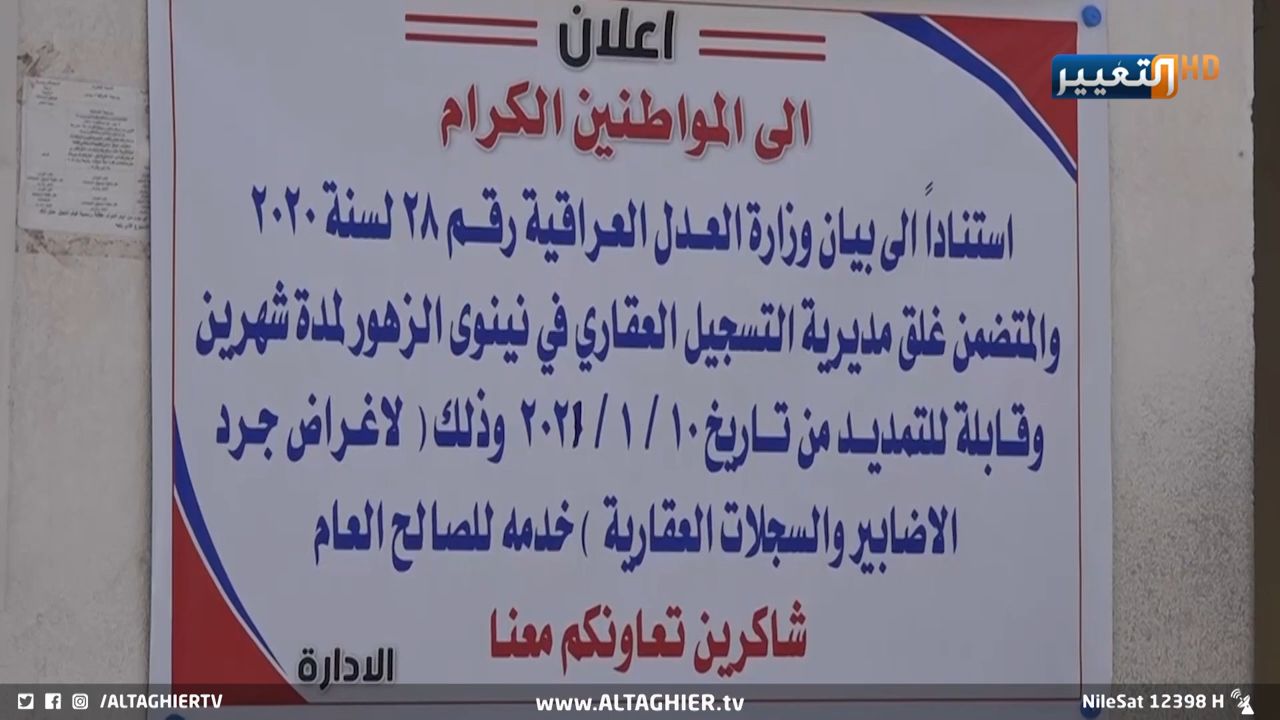 اعلان
التغيير HD
الى المواطنين الكرام
استناداً الى بيان وزارة العدل العراقية رقم ٢٨ لسنة ٢٠٢٠
والمتضمن غلق مديرية التسجيل العقاري في نينوى الزهور لمدة شهرين
وقابلة للتمديد من تاريخ ١٠ / ١ / ٢٠٢١ وذلك ( لاغراض جرد
الاضابير والسجلات العقارية ) خدمه للصالح العام
شاكرين تعاونكم معنا
الادارة
/ALTAGHIERTV
www.ALTAGHIER.tv
NileSat 12398 H